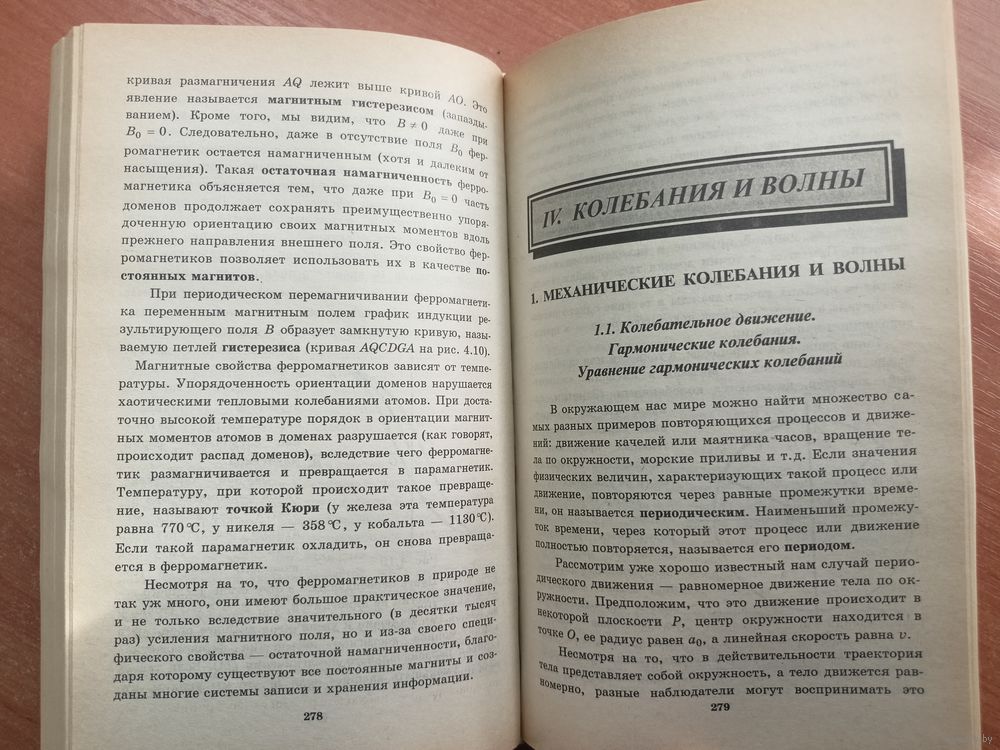 кривая размагничения AQ лежит выше кривой AO. Это
явление называется магнитным гистерезисом (запазды-
ванием). Кроме того, мы видим, что B ≠ 0 даже при
B₀ = 0. Следовательно, даже в отсутствие поля B₀ фер-
ромагнетик остается намагниченным (хотя и далеким от
насыщения). Такая остаточная намагниченность ферро-
магнетика объясняется тем, что даже при B₀ = 0 часть
доменов продолжает сохранять преимущественно упоря-
доченную ориентацию своих магнитных моментов вдоль
прежнего направления внешнего поля. Это свойство фер-
ромагнетиков позволяет использовать их в качестве по-
стоянных магнитов.
При периодическом перемагничивании ферромагнети-
ка переменным магнитным полем график индукции ре-
зультирующего поля B образует замкнутую кривую, назы-
ваемую петлей гистерезиса (кривая AQCDGA на рис. 4.10).
Магнитные свойства ферромагнетиков зависят от темпе-
ратуры. Упорядоченность ориентации доменов нарушается
хаотическими тепловыми колебаниями атомов. При доста-
точно высокой температуре порядок в ориентации магнит-
ных моментов атомов в доменах разрушается (как говорят,
происходит распад доменов), вследствие чего ферромагне-
тик размагничивается и превращается в парамагнетик.
Температуру, при которой происходит такое превраще-
ние, называют точкой Кюри (у железа эта температура
равна 770 °С, у никеля — 358 °С, у кобальта — 1130 °С).
Если такой парамагнетик охладить, он снова превраща-
ется в ферромагнетик.
Несмотря на то, что ферромагнетиков в природе не
так уж много, они имеют большое практическое значение,
и не только вследствие значительного (в десятки тысяч
раз) усиления магнитного поля, но и из-за своего специ-
фического свойства — остаточной намагниченности, благо-
даря которому существуют все постоянные магниты и соз-
даны многие системы записи и хранения информации.
278
IV. КОЛЕБАНИЯ И ВОЛНЫ
1. МЕХАНИЧЕСКИЕ КОЛЕБАНИЯ И ВОЛНЫ
1.1. Колебательное движение.
Гармонические колебания.
Уравнение гармонических колебаний
В окружающем нас мире можно найти множество са-
мых разных примеров повторяющихся процессов и движе-
ний: движение качелей или маятника часов, вращение те-
ла по окружности, морские приливы и т.д. Если значения
физических величин, характеризующих такой процесс или
движение, повторяются через равные промежутки време-
ни, он называется периодическим. Наименьший промежу-
ток времени, через который этот процесс или движение
полностью повторяется, называется его периодом.
Рассмотрим уже хорошо известный нам случай перио-
дического движения — равномерное движение тела по ок-
ружности. Предположим, что это движение происходит в
некоторой плоскости P, центр окружности находится в
точке O, ее радиус равен a₀, а линейная скорость равна v.
Несмотря на то, что в действительности траектория
тела представляет собой окружность, а тело движется рав-
номерно, разные наблюдатели могут воспринимать это
279